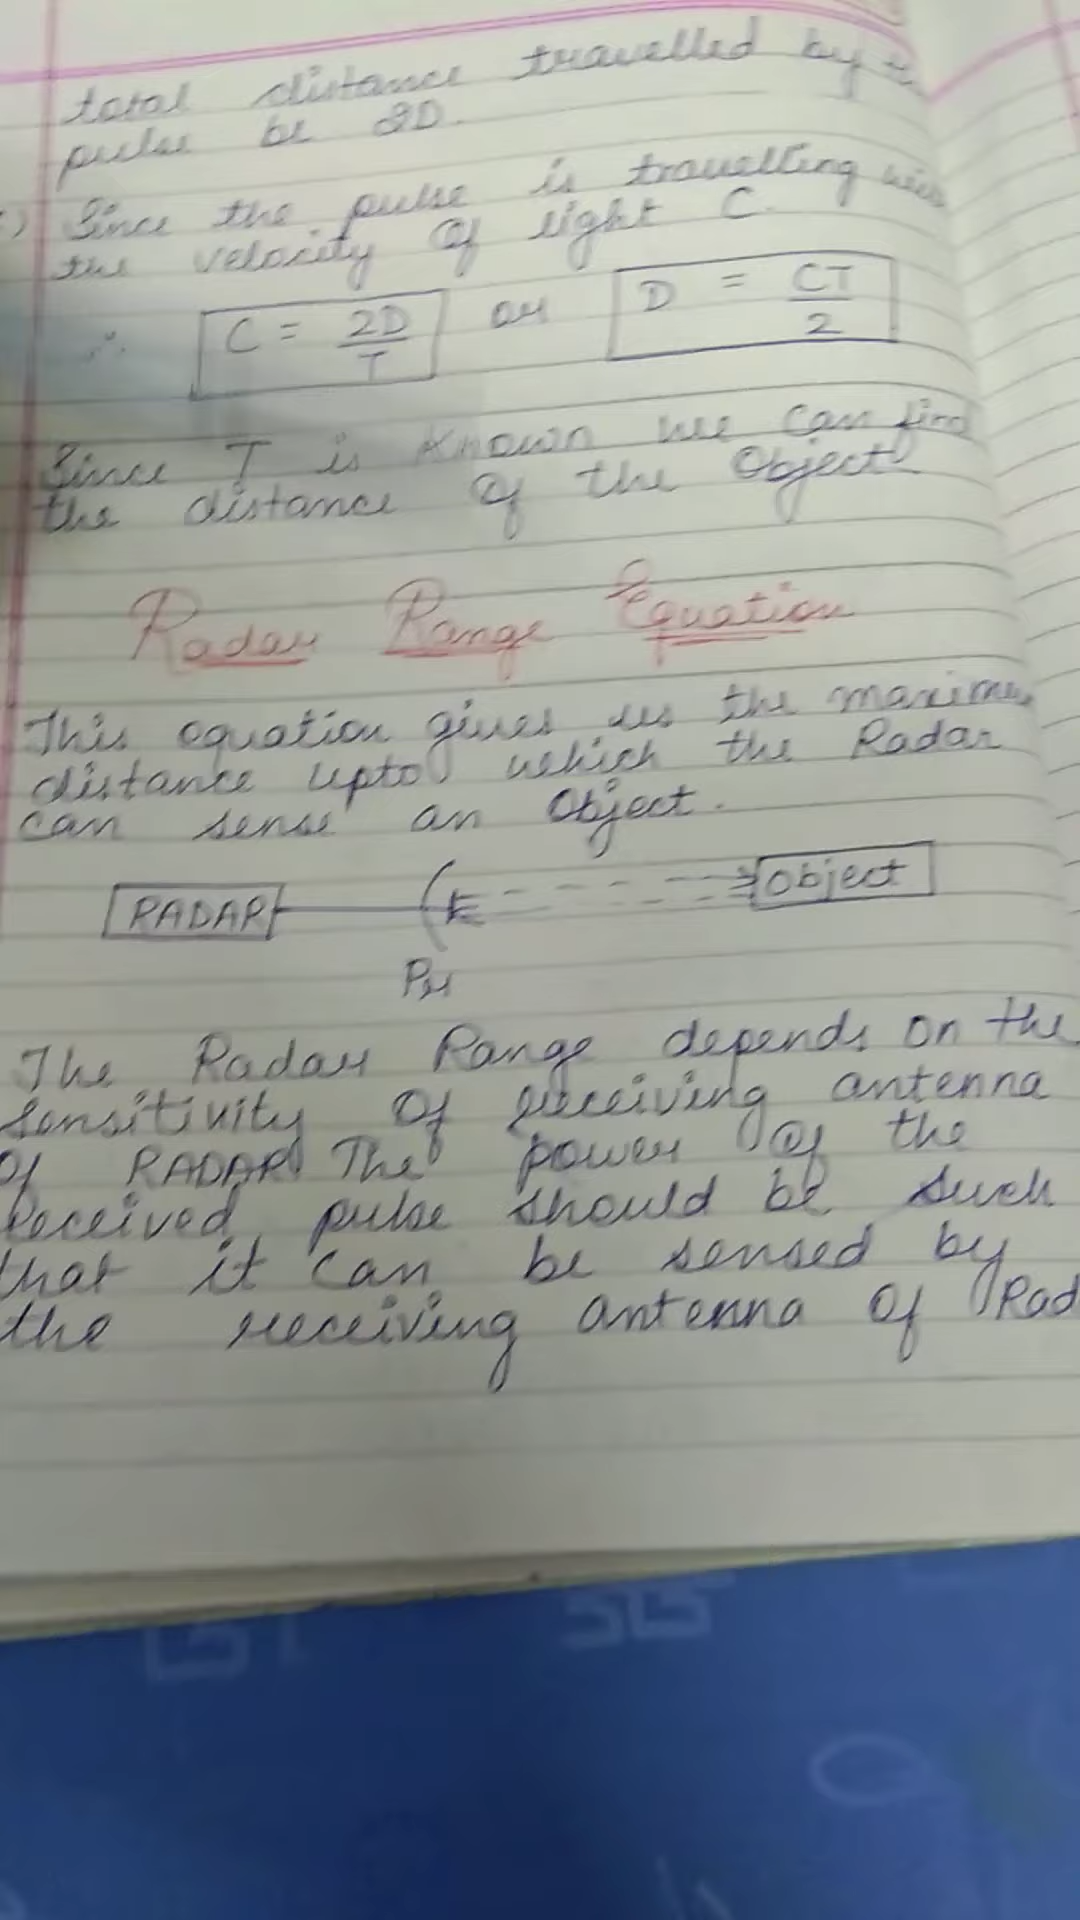 total distance travelled by
pulse be 2D.
Since the pulse is travelling
the velocity of light C.
∴ C = 2D/T or D = CT/2
Since T is known we can find
the distance of the Object
Radar Range Equation
This equation gives us the
distance upto which the Radar
can sense an Object.
RADAR Object
Pr
The Radar Range depends on the
Sensitivity of receiving antenna
of RADAR The power of the
received pulse should be such
that it can be sensed by
the receiving antenna of Rad